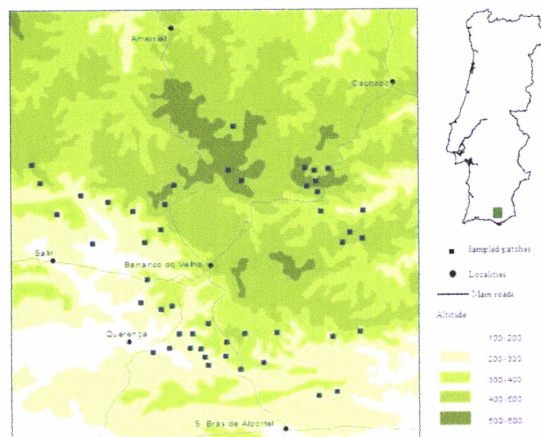 Ameixial
Cachopo
Salir
Barranco do Velho
Querença
S. Bras de Alportel
Sampled patches
Localities
Main roads
Altitude
100-200
200-300
300-400
400-500
500-600